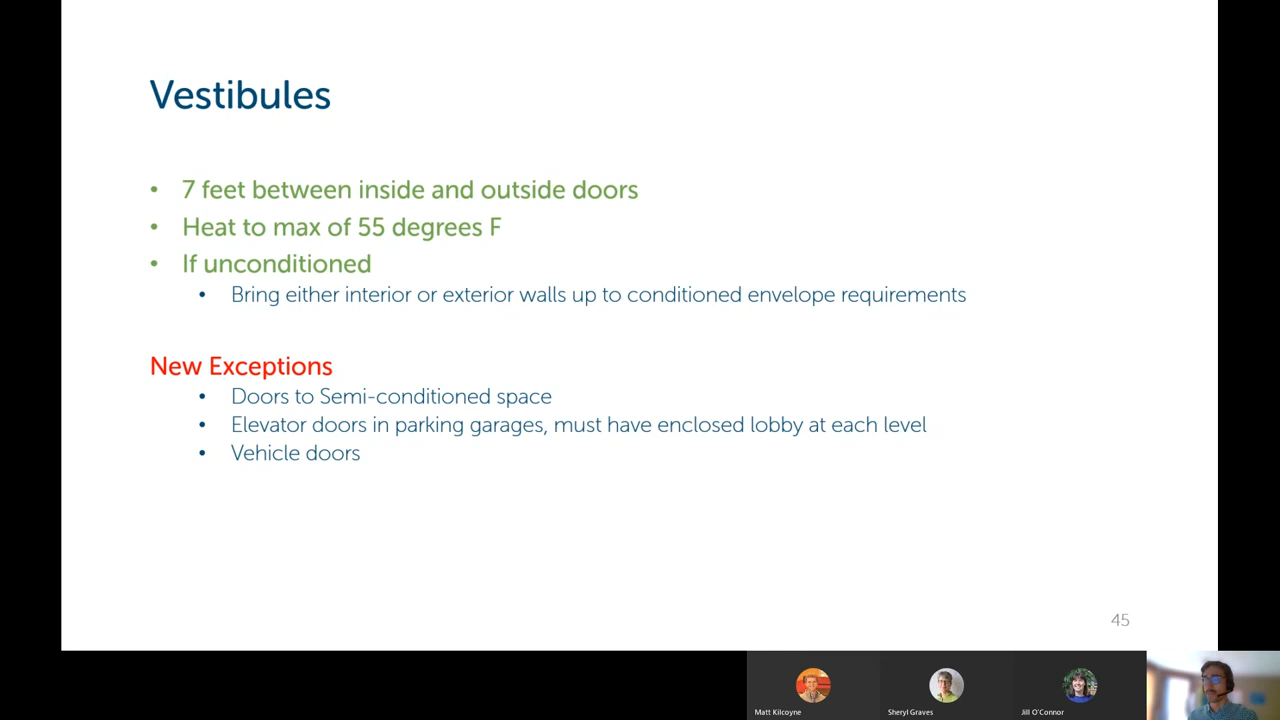 Vestibules
• 7 feet between inside and outside doors
• Heat to max of 55 degrees F
• If unconditioned
• Bring either interior or exterior walls up to conditioned envelope requirements
New Exceptions
• Doors to Semi-conditioned space
• Elevator doors in parking garages, must have enclosed lobby at each level
• Vehicle doors
45
Matt Kilcoyne
Sheryl Graves
Jill O'Connor